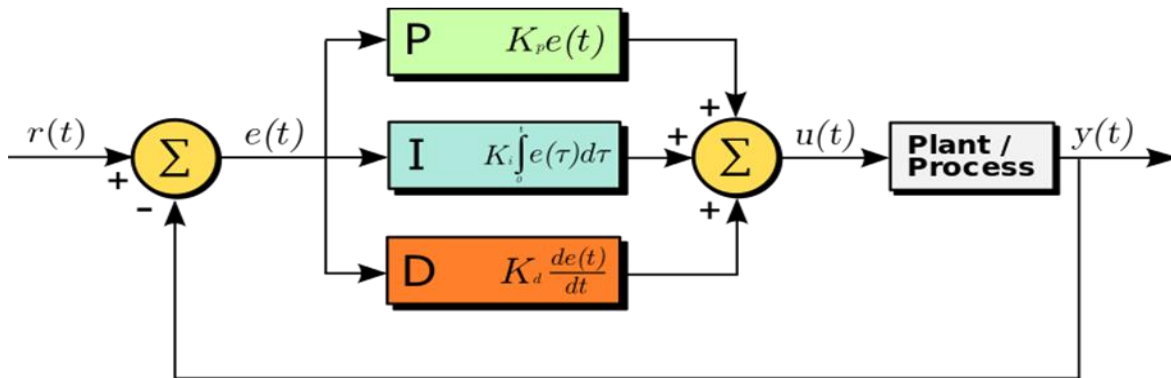 P K_p e(t)
r(t)
+
−
Σ
e(t)
I K_i ∫_0^t e(τ)dτ
D K_d de(t)/dt
+
+
+
Σ
u(t)
Plant /
Process
y(t)